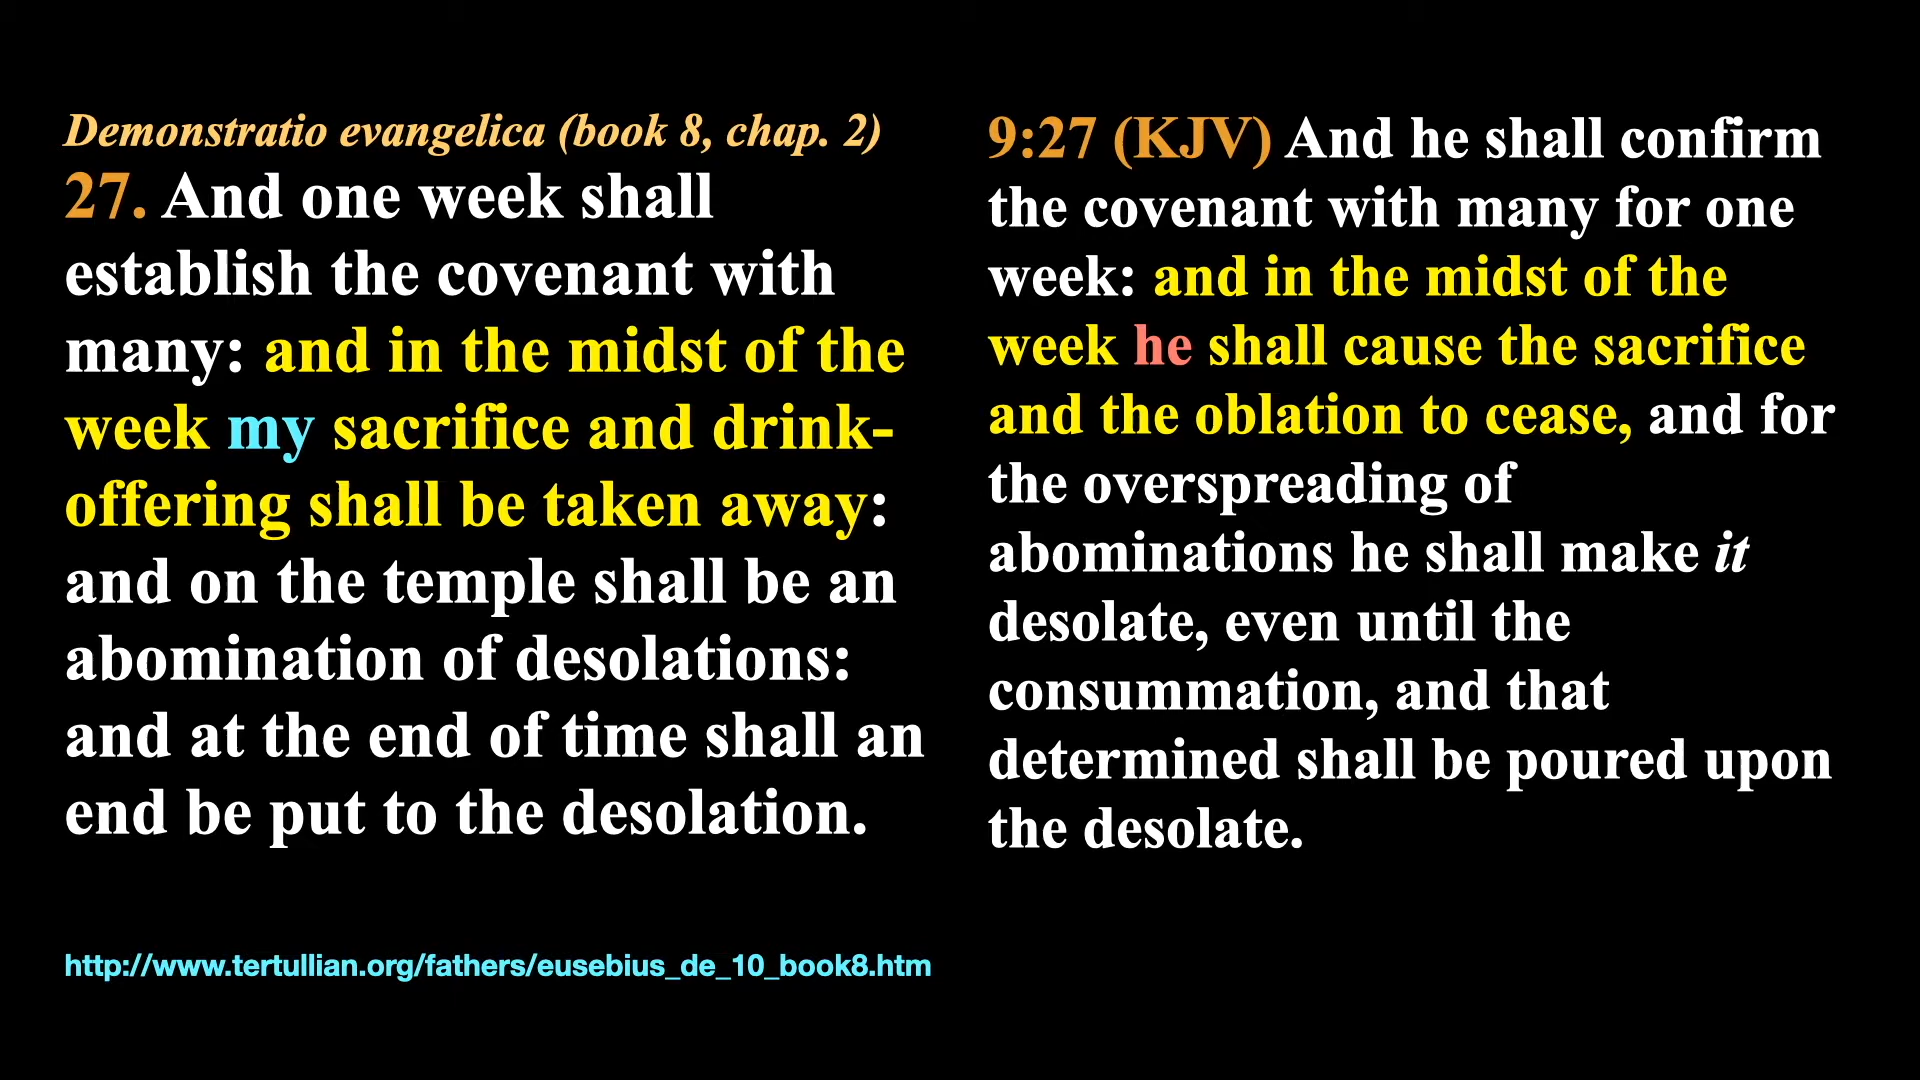 Demonstratio evangelica (book 8, chap. 2)
27. And one week shall
establish the covenant with
many: and in the midst of the
week my sacrifice and drink-
offering shall be taken away:
and on the temple shall be an
abomination of desolations:
and at the end of time shall an
end be put to the desolation.
http://www.tertullian.org/fathers/eusebius_de_10_book8.htm
9:27 (KJV) And he shall confirm
the covenant with many for one
week: and in the midst of the
week he shall cause the sacrifice
and the oblation to cease, and for
the overspreading of
abominations he shall make it
desolate, even until the
consummation, and that
determined shall be poured upon
the desolate.